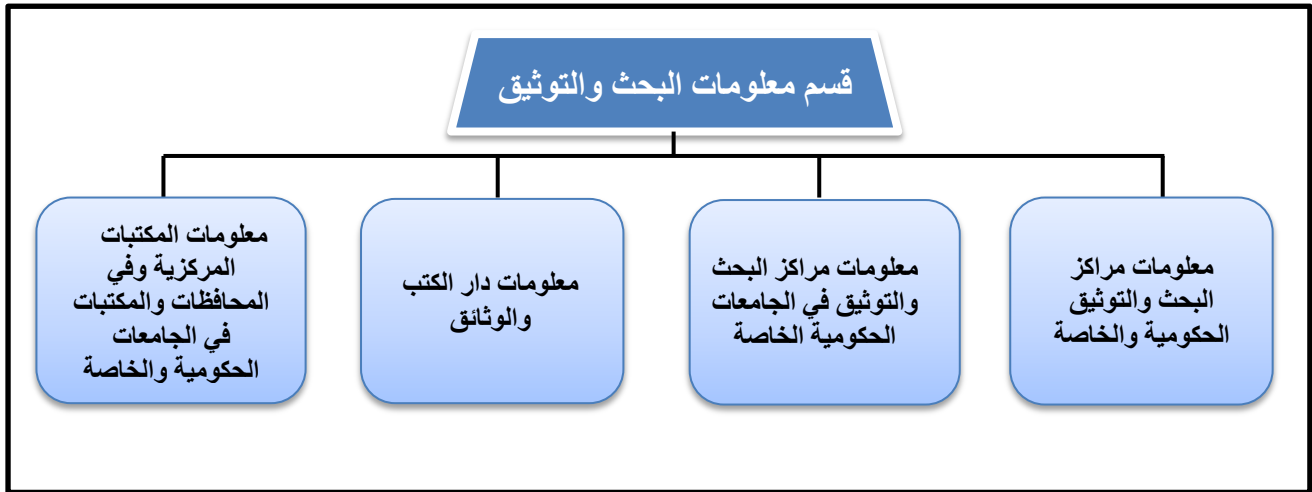 قسم معلومات البحث والتوثيق
معلومات مراكز
البحث والتوثيق
الحكومية والخاصة
معلومات مراكز البحث
والتوثيق في الجامعات
الحكومية الخاصة
معلومات دار الكتب
والوثائق
معلومات المكتبات
المركزية وفي
المحافظات والمكتبات
في الجامعات
الحكومية والخاصة